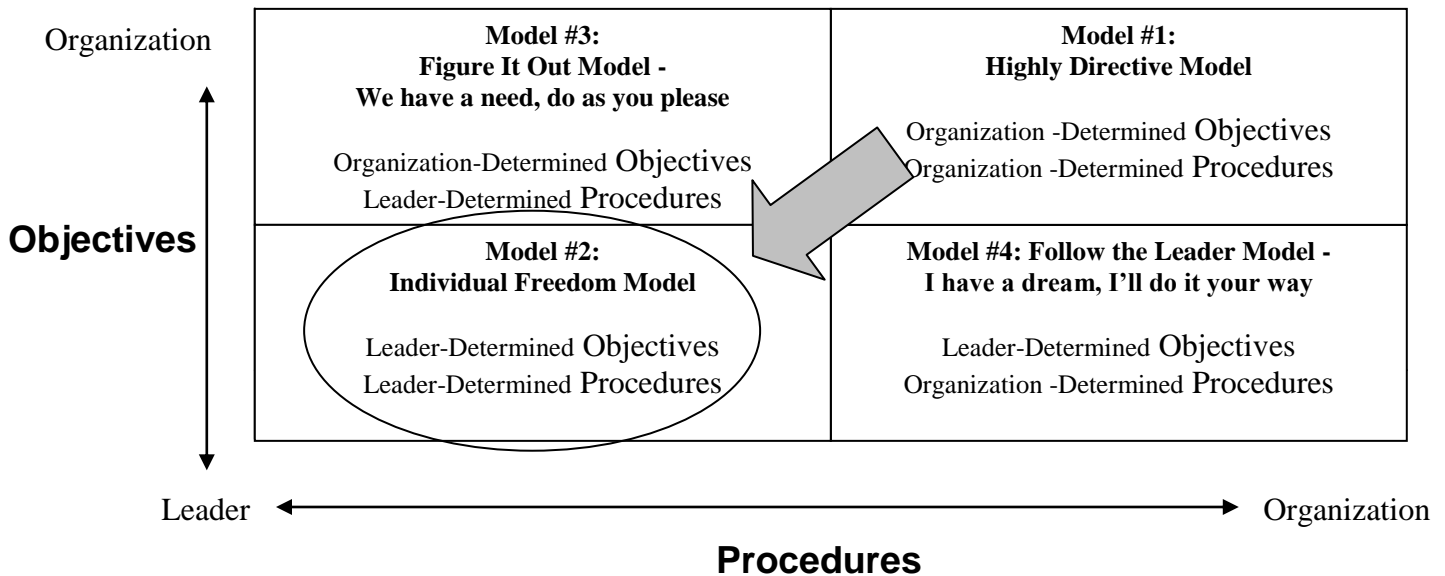 Organization
Model #3:
Figure It Out Model -
We have a need, do as you please
Organization-Determined Objectives
Leader-Determined Procedures
Model #1:
Highly Directive Model
Organization -Determined Objectives
Organization -Determined Procedures
Objectives
Model #2:
Individual Freedom Model
Leader-Determined Objectives
Leader-Determined Procedures
Model #4: Follow the Leader Model -
I have a dream, I’ll do it your way
Leader-Determined Objectives
Organization -Determined Procedures
Leader
Organization
Procedures